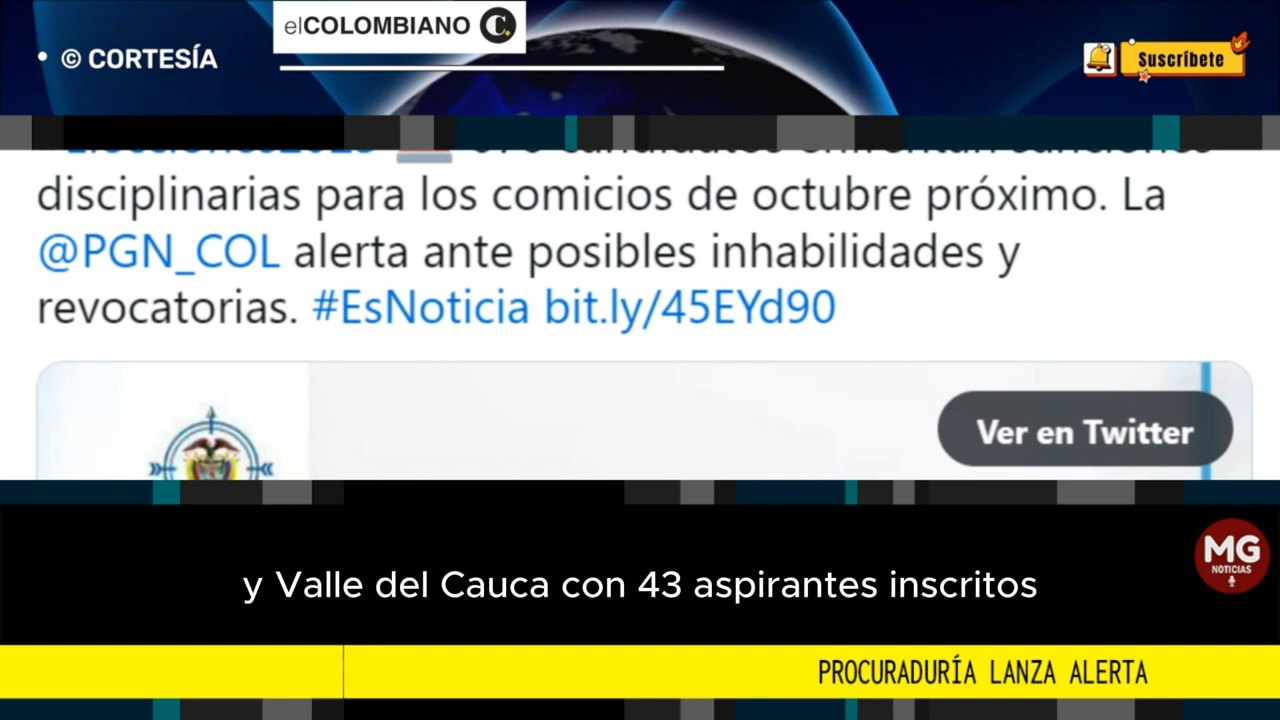 elCOLOMBIANO C.
• © CORTESÍA
Suscríbete
disciplinarias para los comicios de octubre próximo. La
@PGN_COL alerta ante posibles inhabilidades y
revocatorias. #EsNoticia bit.ly/45EYd90
Ver en Twitter
MG
NOTICIAS
y Valle del Cauca con 43 aspirantes inscritos
PROCURADURÍA LANZA ALERTA